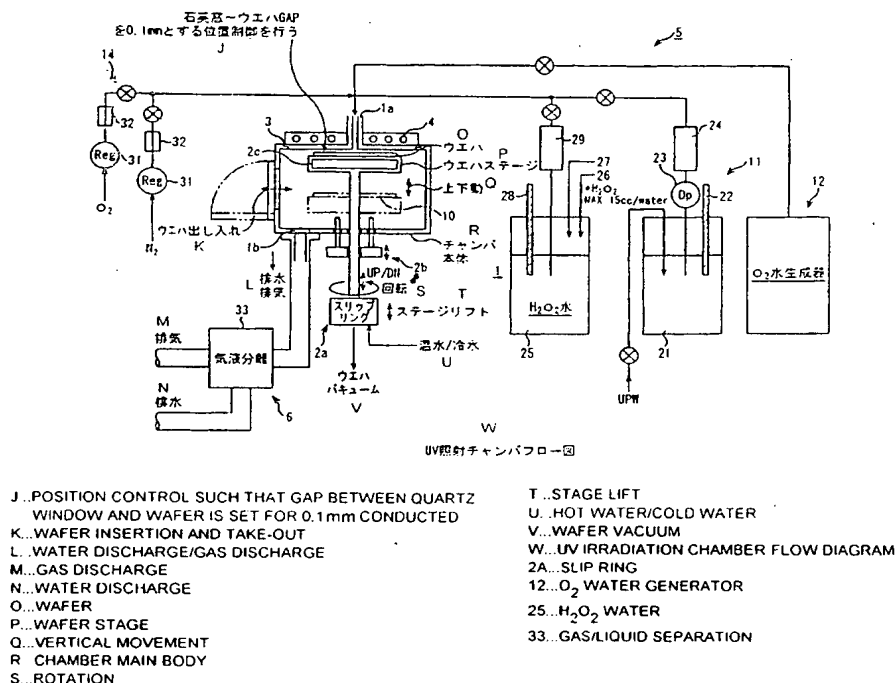 石英窓～ウエハGAP
を0.1mmとする位置制御を行う
J
5
14
1a
3
4
O
ウエハ
P
ウエハステージ
2c
上下動
Q
10
32
32
Reg
31
Reg
31
O₂
N₂
ウエハ出し入れ
K
1b
R
チャンバ
本体
1
2b
L
排水
排気
UP/DN
回転
S
T
スリップ
リング
ステージリフト
2a
温水/冷水
U
ウエハ
バキューム
V
M
排気
33
気液分離
N
排水
6
29
27
26
28
*H₂O₂
MAX 15cc/water
H₂O₂水
25
24
23
Dp
11
22
21
UPW
12
O₂水生成器
W
UV照射チャンバフロー図
J...POSITION CONTROL SUCH THAT GAP BETWEEN QUARTZ
WINDOW AND WAFER IS SET FOR 0.1mm CONDUCTED
K...WAFER INSERTION AND TAKE-OUT
L...WATER DISCHARGE/GAS DISCHARGE
M...GAS DISCHARGE
N...WATER DISCHARGE
O...WAFER
P...WAFER STAGE
Q...VERTICAL MOVEMENT
R CHAMBER MAIN BODY
S...ROTATION
T...STAGE LIFT
U...HOT WATER/COLD WATER
V...WAFER VACUUM
W...UV IRRADIATION CHAMBER FLOW DIAGRAM
2A...SLIP RING
12...O₂ WATER GENERATOR
25...H₂O₂ WATER
33...GAS/LIQUID SEPARATION